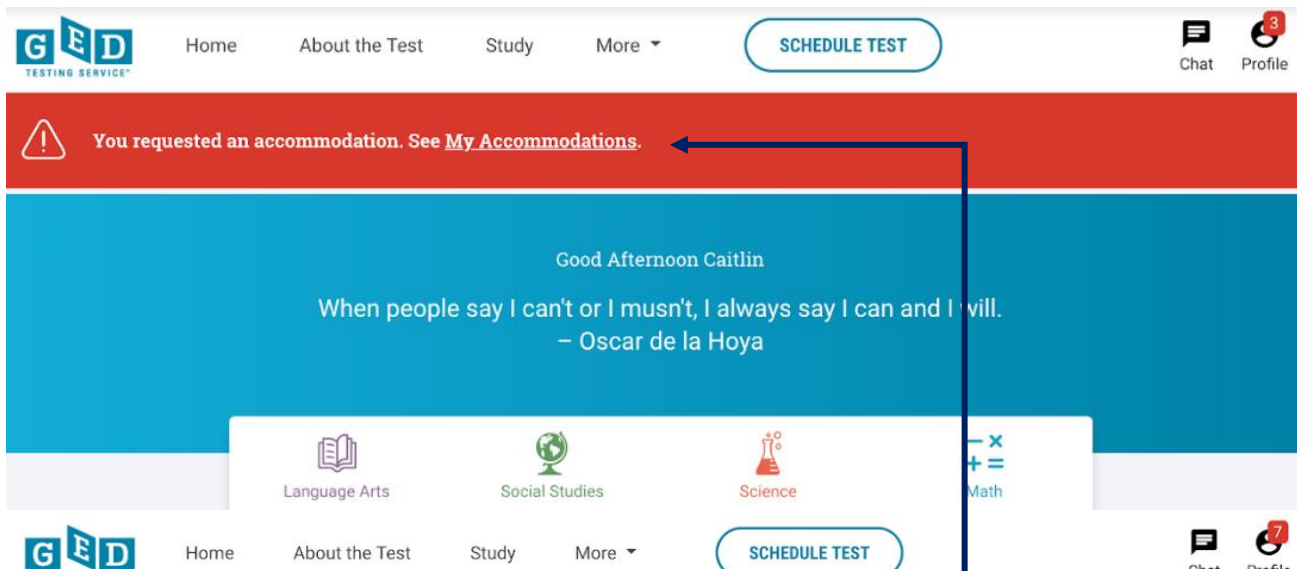 GED
TESTING SERVICE®
Home About the Test Study More SCHEDULE TEST
3
Chat Profile
You requested an accommodation. See My Accommodations.
Good Afternoon Caitlin
When people say I can't or I musn't, I always say I can and I will.
– Oscar de la Hoya
Language Arts Social Studies Science Math
GED
Home About the Test Study More SCHEDULE TEST
7
Chat Profile